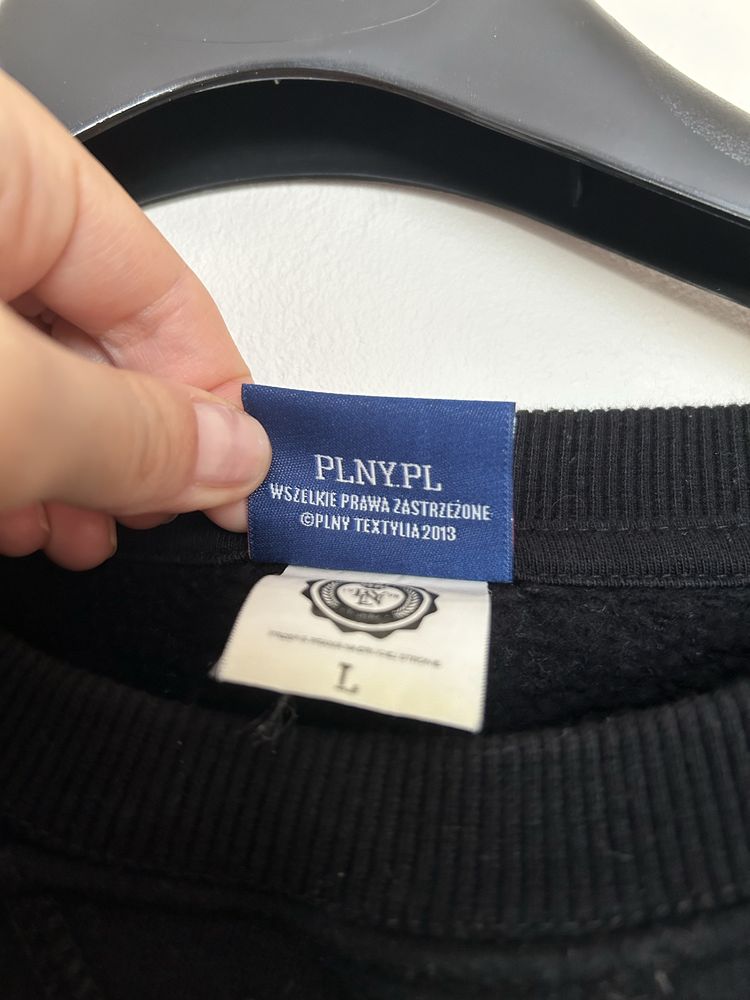 PLNY.PL
WSZELKIE PRAWA ZASTRZEŻONE
©PLNY TEXTYLIA 2013
L